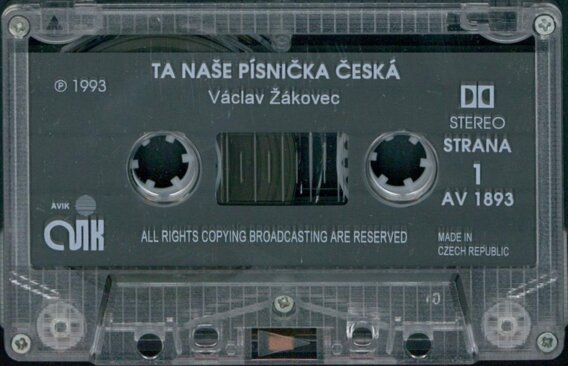 TA NAŠE PÍSNIČKA ČESKÁ
Ⓟ 1993
Václav Žákovec
STEREO
STRANA
1
AV 1893
AVIK
AVIK
ALL RIGHTS COPYING BROADCASTING ARE RESERVED
MADE IN
CZECH REPUBLIC